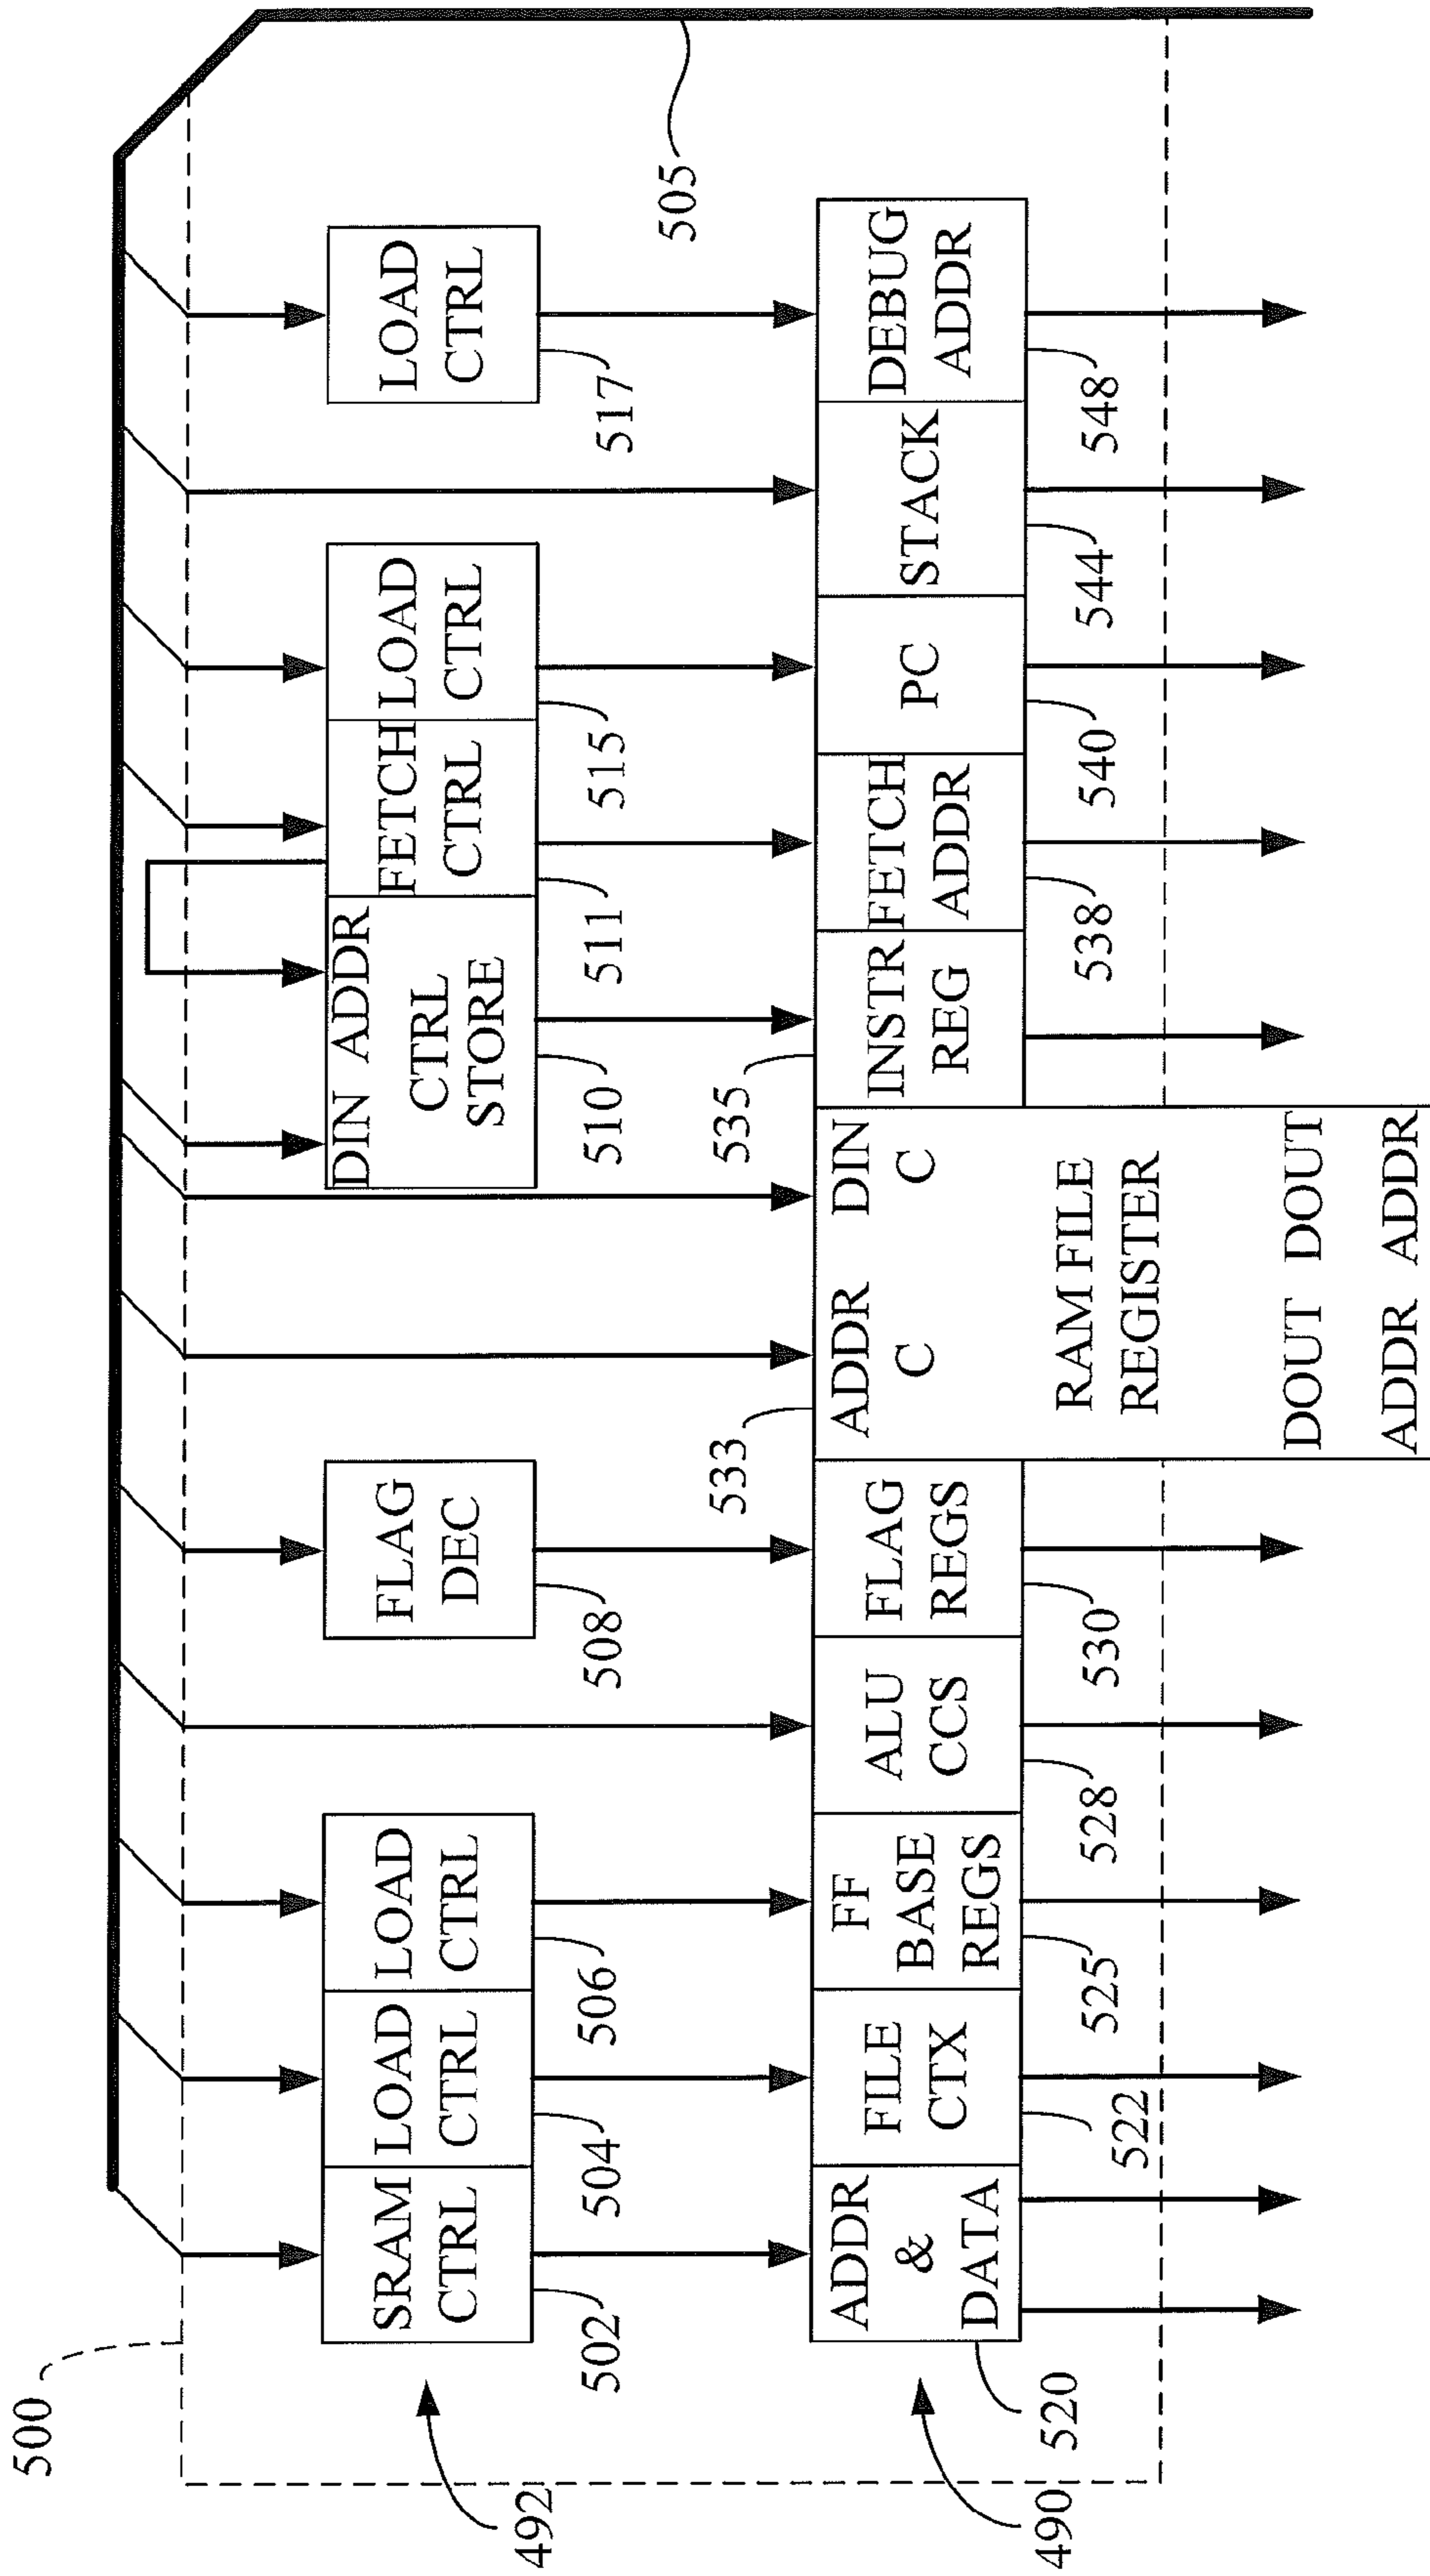 500
492
SRAM
CTRL
502
LOAD
CTRL
504
LOAD
CTRL
506
FLAG
DEC
508
DIN ADDR
CTRL
STORE
510
FETCH
CTRL
511
LOAD
CTRL
515
LOAD
CTRL
517
505
490
ADDR
&
DATA
520
FILE
CTX
522
FF
BASE
REGS
525
ALU
CCS
528
FLAG
REGS
530
533
ADDR DIN
C C
RAM FILE
REGISTER
DOUT DOUT
ADDR ADDR
535
INSTR
REG
FETCH
ADDR
538
PC
540
STACK
544
DEBUG
ADDR
548